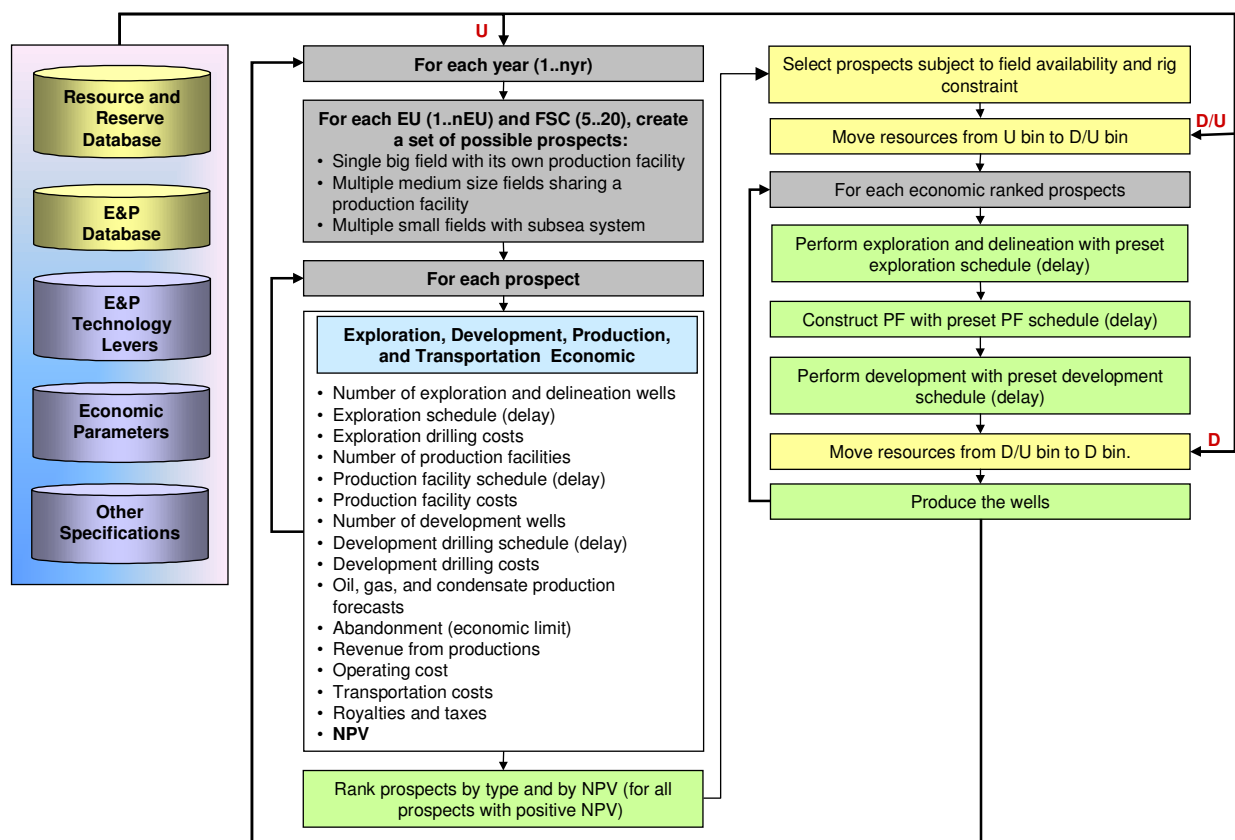 U
Resource and
Reserve
Database
E&P
Database
E&P
Technology
Levers
Economic
Parameters
Other
Specifications
For each year (1..nyr)
For each EU (1..nEU) and FSC (5..20), create
a set of possible prospects:
• Single big field with its own production facility
• Multiple medium size fields sharing a
production facility
• Multiple small fields with subsea system
For each prospect
Exploration, Development, Production,
and Transportation Economic
• Number of exploration and delineation wells
• Exploration schedule (delay)
• Exploration drilling costs
• Number of production facilities
• Production facility schedule (delay)
• Production facility costs
• Number of development wells
• Development drilling schedule (delay)
• Development drilling costs
• Oil, gas, and condensate production
forecasts
• Abandonment (economic limit)
• Revenue from productions
• Operating cost
• Transportation costs
• Royalties and taxes
• NPV
Rank prospects by type and by NPV (for all
prospects with positive NPV)
Select prospects subject to field availability and rig
constraint
D/U
Move resources from U bin to D/U bin
For each economic ranked prospects
Perform exploration and delineation with preset
exploration schedule (delay)
Construct PF with preset PF schedule (delay)
Perform development with preset development
schedule (delay)
D
Move resources from D/U bin to D bin.
Produce the wells